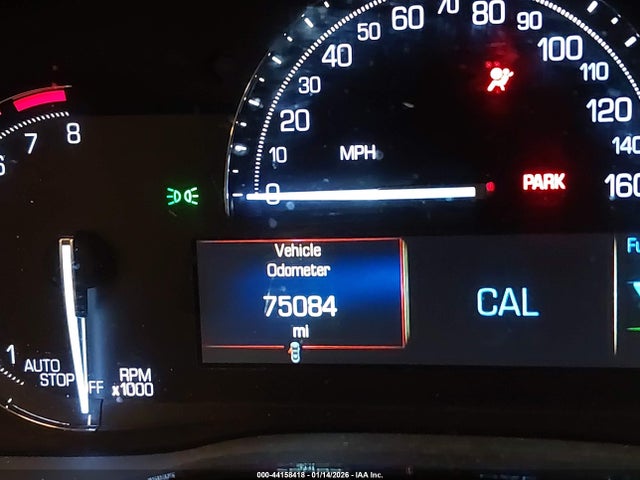 60 70 80
50 90
40 100
30 110
20 120
10 MPH 140
0 PARK 160
6 7 8
Vehicle
Odometer
75084
mi
CAL
Fu
1 AUTO
STOP OFF
RPM
x1000
000-44158418 - 01/14/2026 - IAA Inc.